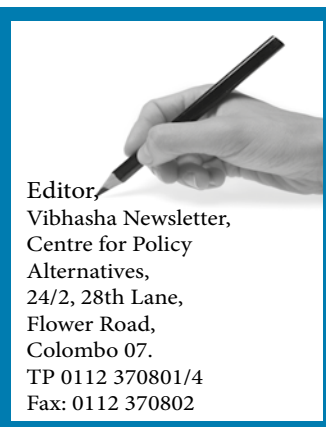 Editor,
Vibhasha Newsletter,
Centre for Policy
Alternatives,
24/2, 28th Lane,
Flower Road,
Colombo 07.
TP 0112 370801/4
Fax: 0112 370802